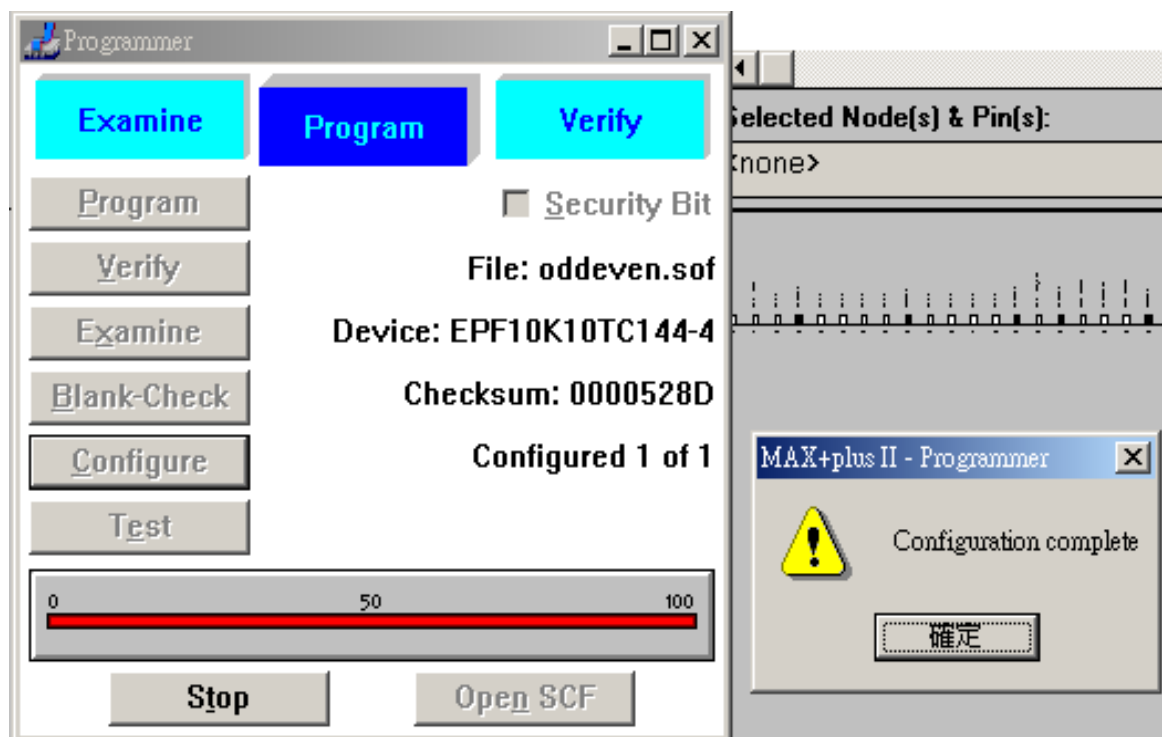 Programmer
Examine
Program
Verify
Program
Security Bit
Verify
File: oddeven.sof
Examine
Device: EPF10K10TC144-4
Blank-Check
Checksum: 0000528D
Configure
Configured 1 of 1
Test
0 50 100
Stop
Open SCF
Selected Node(s) & Pin(s):
<none>
MAX+plus II - Programmer
Configuration complete
確定